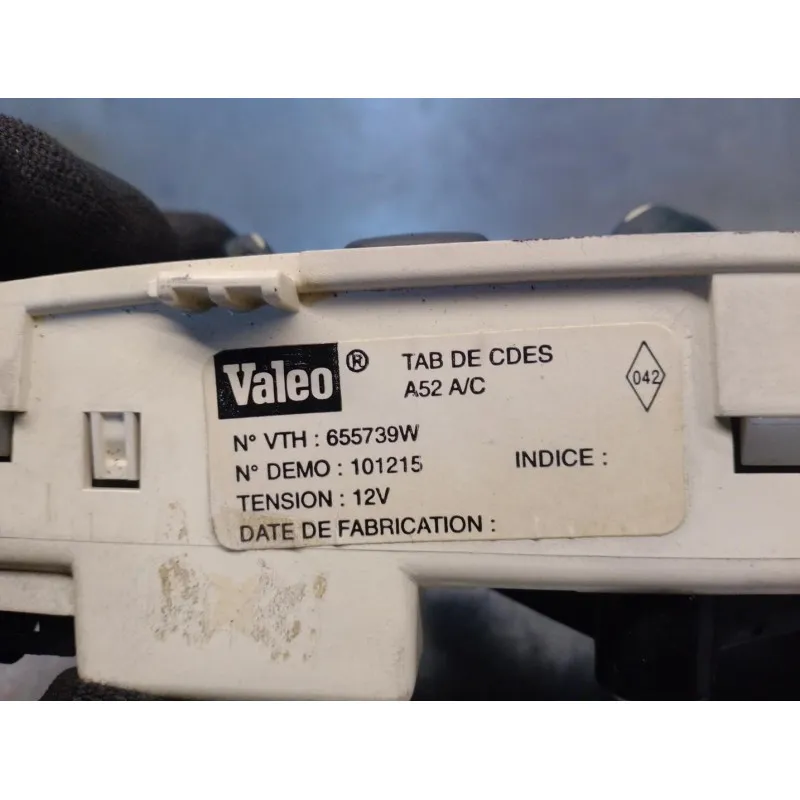 Valeo ® TAB DE CDES
A52 A/C
042
N° VTH : 655739W
N° DEMO : 101215 INDICE :
TENSION : 12V
DATE DE FABRICATION :